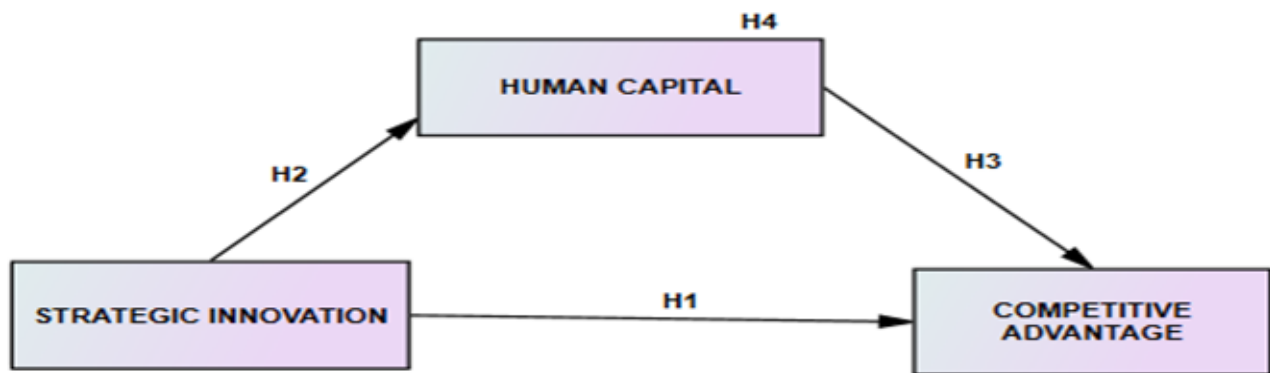 H4
HUMAN CAPITAL
H2
H3
STRATEGIC INNOVATION
H1
COMPETITIVE
ADVANTAGE